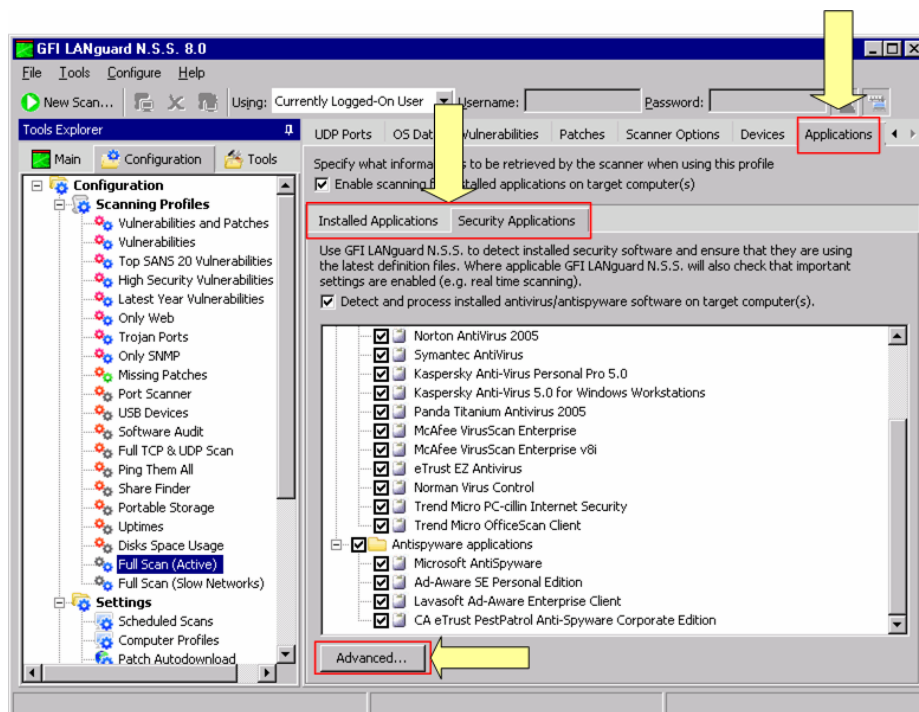 GFI LANguard N.S.S. 8.0
File Tools Configure Help
New Scan... Using: Currently Logged-On User Username: Password:
Tools Explorer
Main Configuration Tools
Configuration
Scanning Profiles
Vulnerabilities and Patches
Vulnerabilities
Top SANS 20 Vulnerabilities
High Security Vulnerabilities
Latest Year Vulnerabilities
Only Web
Trojan Ports
Only SNMP
Missing Patches
Port Scanner
USB Devices
Software Audit
Full TCP & UDP Scan
Ping Them All
Share Finder
Portable Storage
Uptimes
Disks Space Usage
Full Scan (Active)
Full Scan (Slow Networks)
Settings
Scheduled Scans
Computer Profiles
Patch Autodownload
UDP Ports OS Dat Vulnerabilities Patches Scanner Options Devices Applications
Specify what informa s to be retrieved by the scanner when using this profile
Enable scanning f stalled applications on target computer(s)
Installed Applications Security Applications
Use GFI LANguard N.S.S. to detect installed security software and ensure that they are using
the latest definition files. Where applicable GFI LANguard N.S.S. will also check that important
settings are enabled (e.g. real time scanning).
Detect and process installed antivirus/antispyware software on target computer(s).
Norton AntiVirus 2005
Symantec AntiVirus
Kaspersky Anti-Virus Personal Pro 5.0
Kaspersky Anti-Virus 5.0 for Windows Workstations
Panda Titanium Antivirus 2005
McAfee VirusScan Enterprise
McAfee VirusScan Enterprise v8i
eTrust EZ Antivirus
Norman Virus Control
Trend Micro PC-cillin Internet Security
Trend Micro OfficeScan Client
Antispyware applications
Microsoft AntiSpyware
Ad-Aware SE Personal Edition
Lavasoft Ad-Aware Enterprise Client
CA eTrust PestPatrol Anti-Spyware Corporate Edition
Advanced...